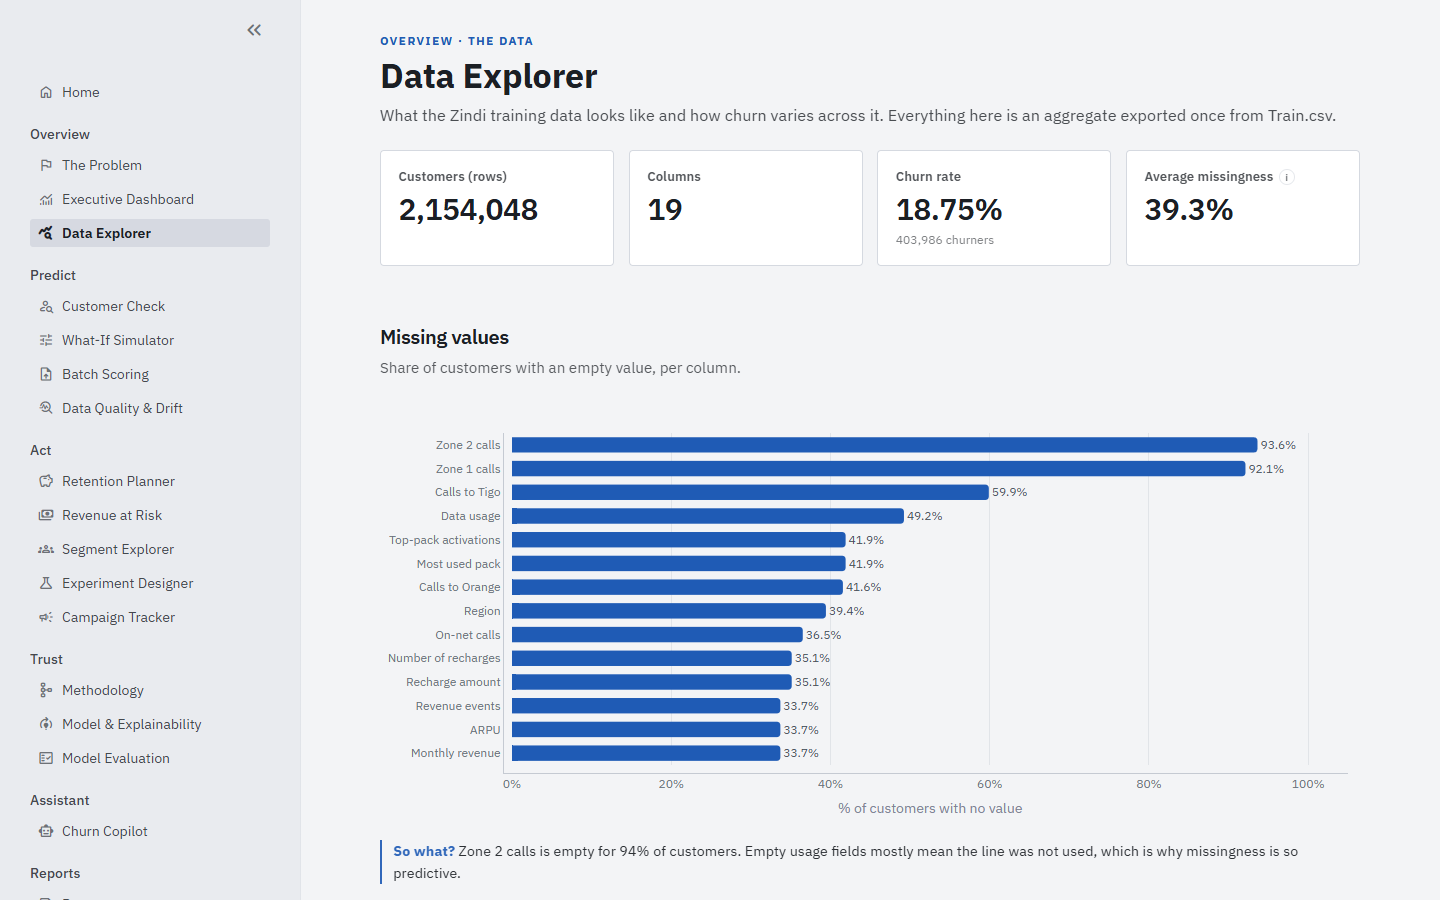 Home
Overview
The Problem
Executive Dashboard
Data Explorer
Predict
Customer Check
What-If Simulator
Batch Scoring
Data Quality & Drift
Act
Retention Planner
Revenue at Risk
Segment Explorer
Experiment Designer
Campaign Tracker
Trust
Methodology
Model & Explainability
Model Evaluation
Assistant
Churn Copilot
Reports
OVERVIEW · THE DATA
Data Explorer
What the Zindi training data looks like and how churn varies across it. Everything here is an aggregate exported once from Train.csv.
Customers (rows)
2,154,048
Columns
19
Churn rate
18.75%
403,986 churners
Average missingness i
39.3%
Missing values
Share of customers with an empty value, per column.
Zone 2 calls 93.6%
Zone 1 calls 92.1%
Calls to Tigo 59.9%
Data usage 49.2%
Top-pack activations 41.9%
Most used pack 41.9%
Calls to Orange 41.6%
Region 39.4%
On-net calls 36.5%
Number of recharges 35.1%
Recharge amount 35.1%
Revenue events 33.7%
ARPU 33.7%
Monthly revenue 33.7%
0% 20% 40% 60% 80% 100%
% of customers with no value
So what? Zone 2 calls is empty for 94% of customers. Empty usage fields mostly mean the line was not used, which is why missingness is so
predictive.